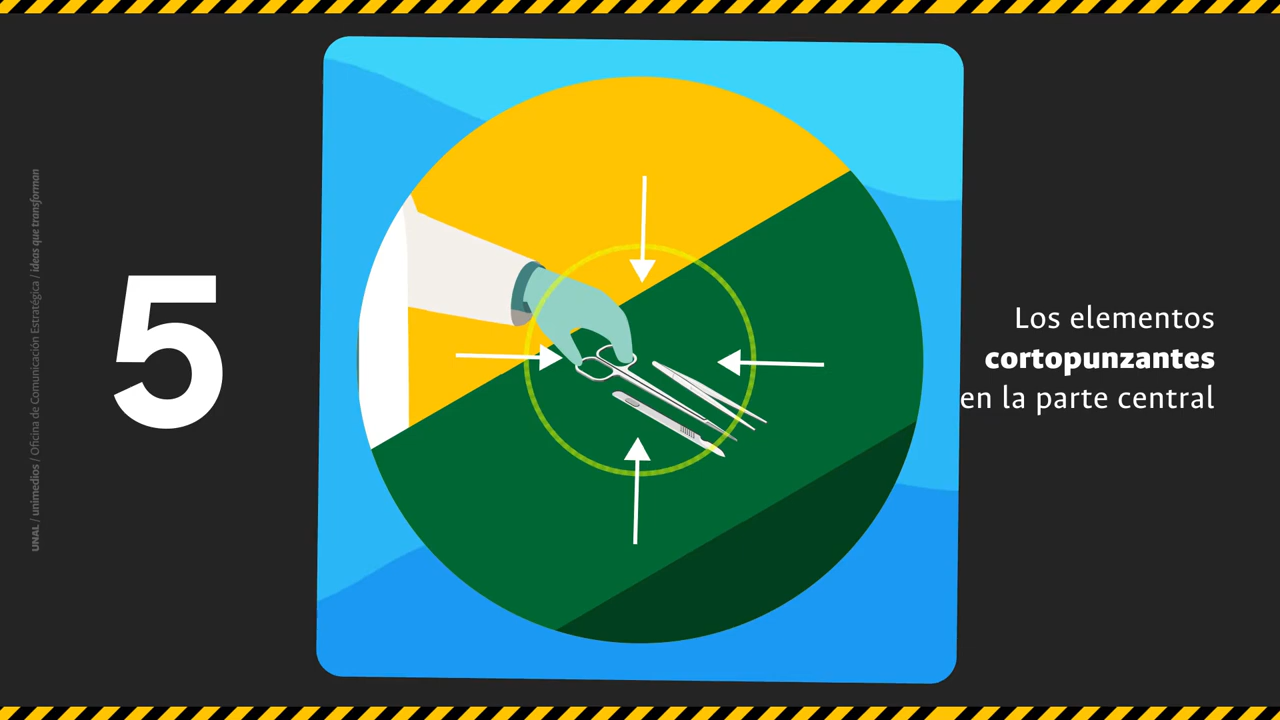 UNAL / unimedios / Oficina de Comunicación Estratégica / ideas que transforman
5
Los elementos
cortopunzantes
en la parte central